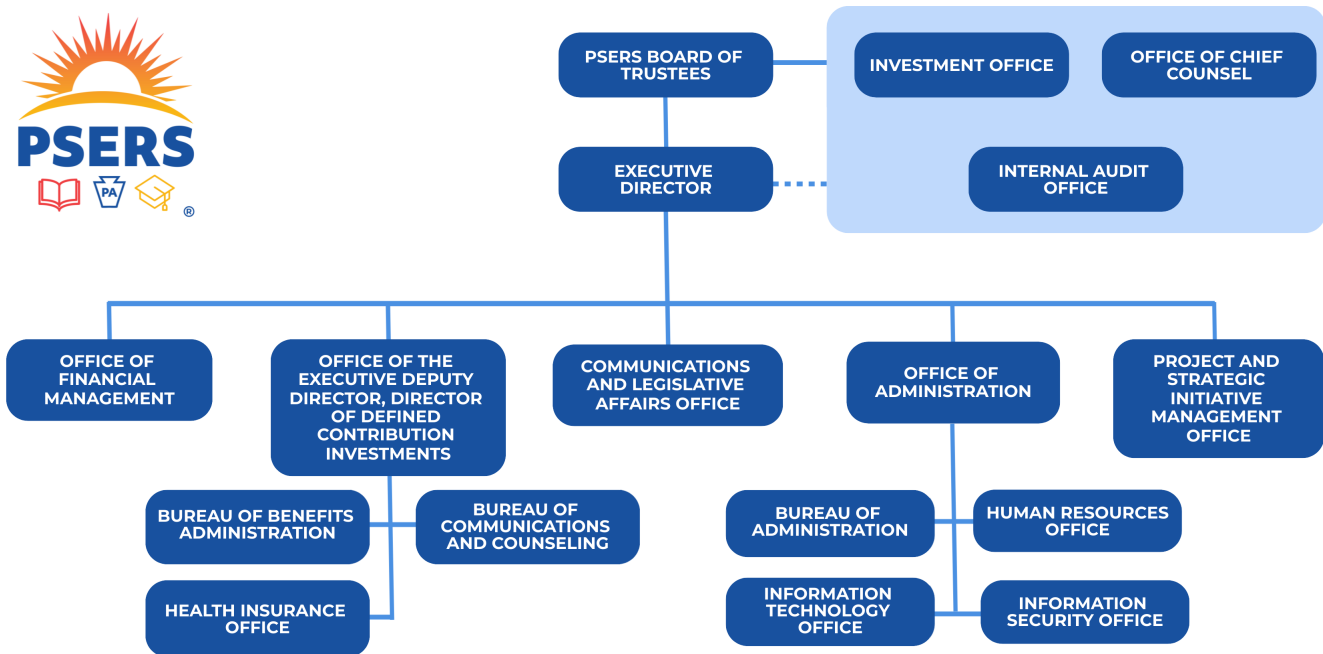 PSERS
PA
®
PSERS BOARD OF
TRUSTEES
INVESTMENT OFFICE
OFFICE OF CHIEF
COUNSEL
EXECUTIVE
DIRECTOR
INTERNAL AUDIT
OFFICE
OFFICE OF
FINANCIAL
MANAGEMENT
OFFICE OF THE
EXECUTIVE DEPUTY
DIRECTOR, DIRECTOR
OF DEFINED
CONTRIBUTION
INVESTMENTS
COMMUNICATIONS
AND LEGISLATIVE
AFFAIRS OFFICE
OFFICE OF
ADMINISTRATION
PROJECT AND
STRATEGIC
INITIATIVE
MANAGEMENT
OFFICE
BUREAU OF BENEFITS
ADMINISTRATION
BUREAU OF
COMMUNICATIONS
AND COUNSELING
BUREAU OF
ADMINISTRATION
HUMAN RESOURCES
OFFICE
HEALTH INSURANCE
OFFICE
INFORMATION
TECHNOLOGY
OFFICE
INFORMATION
SECURITY OFFICE